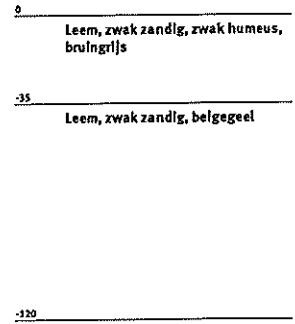 0
Leem, zwak zandig, zwak humeus,
bruingrijs
-35
Leem, zwak zandig, beigegeel
-120